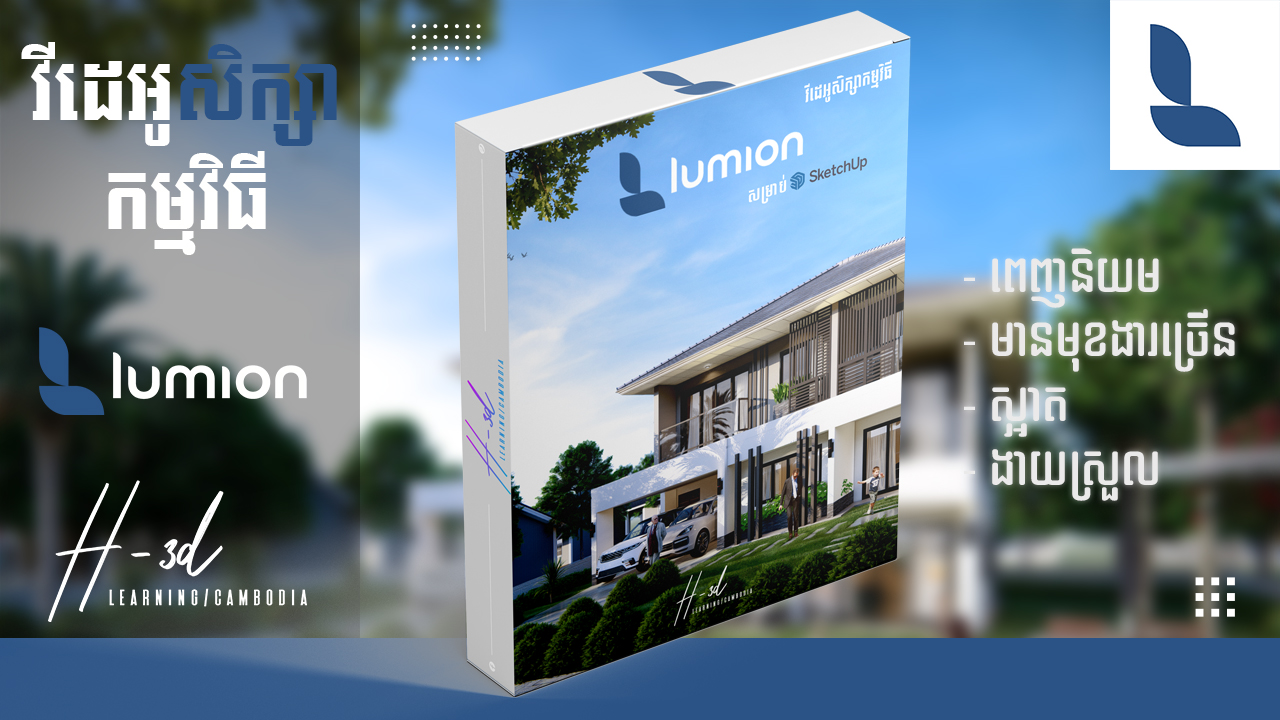 វីដេអូសិក្សា
កម្មវិធី
lumion
H-3d
LEARNING/CAMBODIA
វីដេអូសិក្សាកម្មវិធី
lumion
សម្រាប់ SketchUp
H-3d
LEARNING/CAMBODIA
H-3d
LEARNING/CAMBODIA
- ពេញនិយម
- មានមុខងារច្រើន
- ស្អាត
- ងាយស្រួល